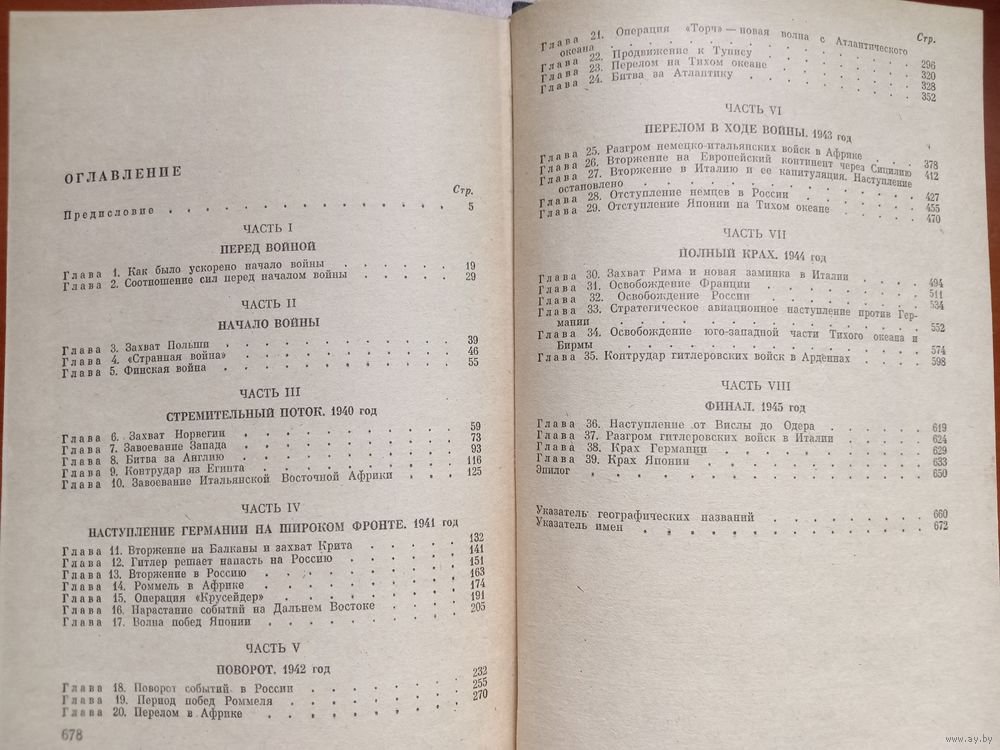 ОГЛАВЛЕНИЕ
Стр.
Предисловие . . . . . . . . . . . . . . 5
ЧАСТЬ I
ПЕРЕД ВОЙНОЙ
Глава 1. Как было ускорено начало войны . . . . . . 19
Глава 2. Соотношение сил перед началом войны . . . . . 29
ЧАСТЬ II
НАЧАЛО ВОЙНЫ
Глава 3. Захват Польши . . . . . . . . . . 39
Глава 4. «Странная война» . . . . . . . . . . 46
Глава 5. Финская война . . . . . . . . . . 55
ЧАСТЬ III
СТРЕМИТЕЛЬНЫЙ ПОТОК. 1940 год
Глава 6. Захват Норвегии . . . . . . . . . . 59
Глава 7. Завоевание Запада . . . . . . . . . . 73
Глава 8. Битва за Англию . . . . . . . . . . 93
Глава 9. Контрудар из Египта . . . . . . . . . 116
Глава 10. Завоевание Итальянской Восточной Африки . . . 125
ЧАСТЬ IV
НАСТУПЛЕНИЕ ГЕРМАНИИ НА ШИРОКОМ ФРОНТЕ. 1941 год
Глава 11. Вторжение на Балканы и захват Крита . . . . 132
Глава 12. Гитлер решает напасть на Россию . . . . . 141
Глава 13. Вторжение в Россию . . . . . . . . 151
Глава 14. Роммель в Африке . . . . . . . . . 163
Глава 15. Операция «Крусейдер» . . . . . . . . 174
Глава 16. Нарастание событий на Дальнем Востоке . . . . 191
Глава 17. Волна побед Японии . . . . . . . . . 205
ЧАСТЬ V
ПОВОРОТ. 1942 год
Глава 18. Поворот событий в России . . . . . . . 232
Глава 19. Период побед Роммеля . . . . . . . . 255
Глава 20. Перелом в Африке . . . . . . . . . 270
678
Стр.
Глава 21. Операция «Торч» — новая волна с Атлантического
океана . . . . . . . . . . . . . 296
Глава 22. Продвижение к Тунису . . . . . . . . 320
Глава 23. Перелом на Тихом океане . . . . . . . 328
Глава 24. Битва за Атлантику . . . . . . . . 352
ЧАСТЬ VI
ПЕРЕЛОМ В ХОДЕ ВОЙНЫ. 1943 год
Глава 25. Разгром немецко-итальянских войск в Африке . . . 378
Глава 26. Вторжение на Европейский континент через Сицилию 412
Глава 27. Вторжение в Италию и ее капитуляция. Наступление
остановлено . . . . . . . . . . . . 427
Глава 28. Отступление немцев в России . . . . . . 455
Глава 29. Отступление Японии на Тихом океане . . . . . 470
ЧАСТЬ VII
ПОЛНЫЙ КРАХ. 1944 год
Глава 30. Захват Рима и новая заминка в Италии . . . . 494
Глава 31. Освобождение Франции . . . . . . . . 511
Глава 32. Освобождение России . . . . . . . . 534
Глава 33. Стратегическое авиационное наступление против Гер-
мании . . . . . . . . . . . . . 552
Глава 34. Освобождение юго-западной части Тихого океана и
Бирмы . . . . . . . . . . . . . 574
Глава 35. Контрудар гитлеровских войск в Арденнах . . . . 598
ЧАСТЬ VIII
ФИНАЛ. 1945 год
Глава 36. Наступление от Вислы до Одера . . . . . . 619
Глава 37. Разгром гитлеровских войск в Италии . . . . . 624
Глава 38. Крах Германии . . . . . . . . . . 629
Глава 39. Крах Японии . . . . . . . . . . . 633
Эпилог . . . . . . . . . . . . . . . 650
Указатель географических названий . . . . . . . . 660
Указатель имен . . . . . . . . . . . . . 672
www.ay.by